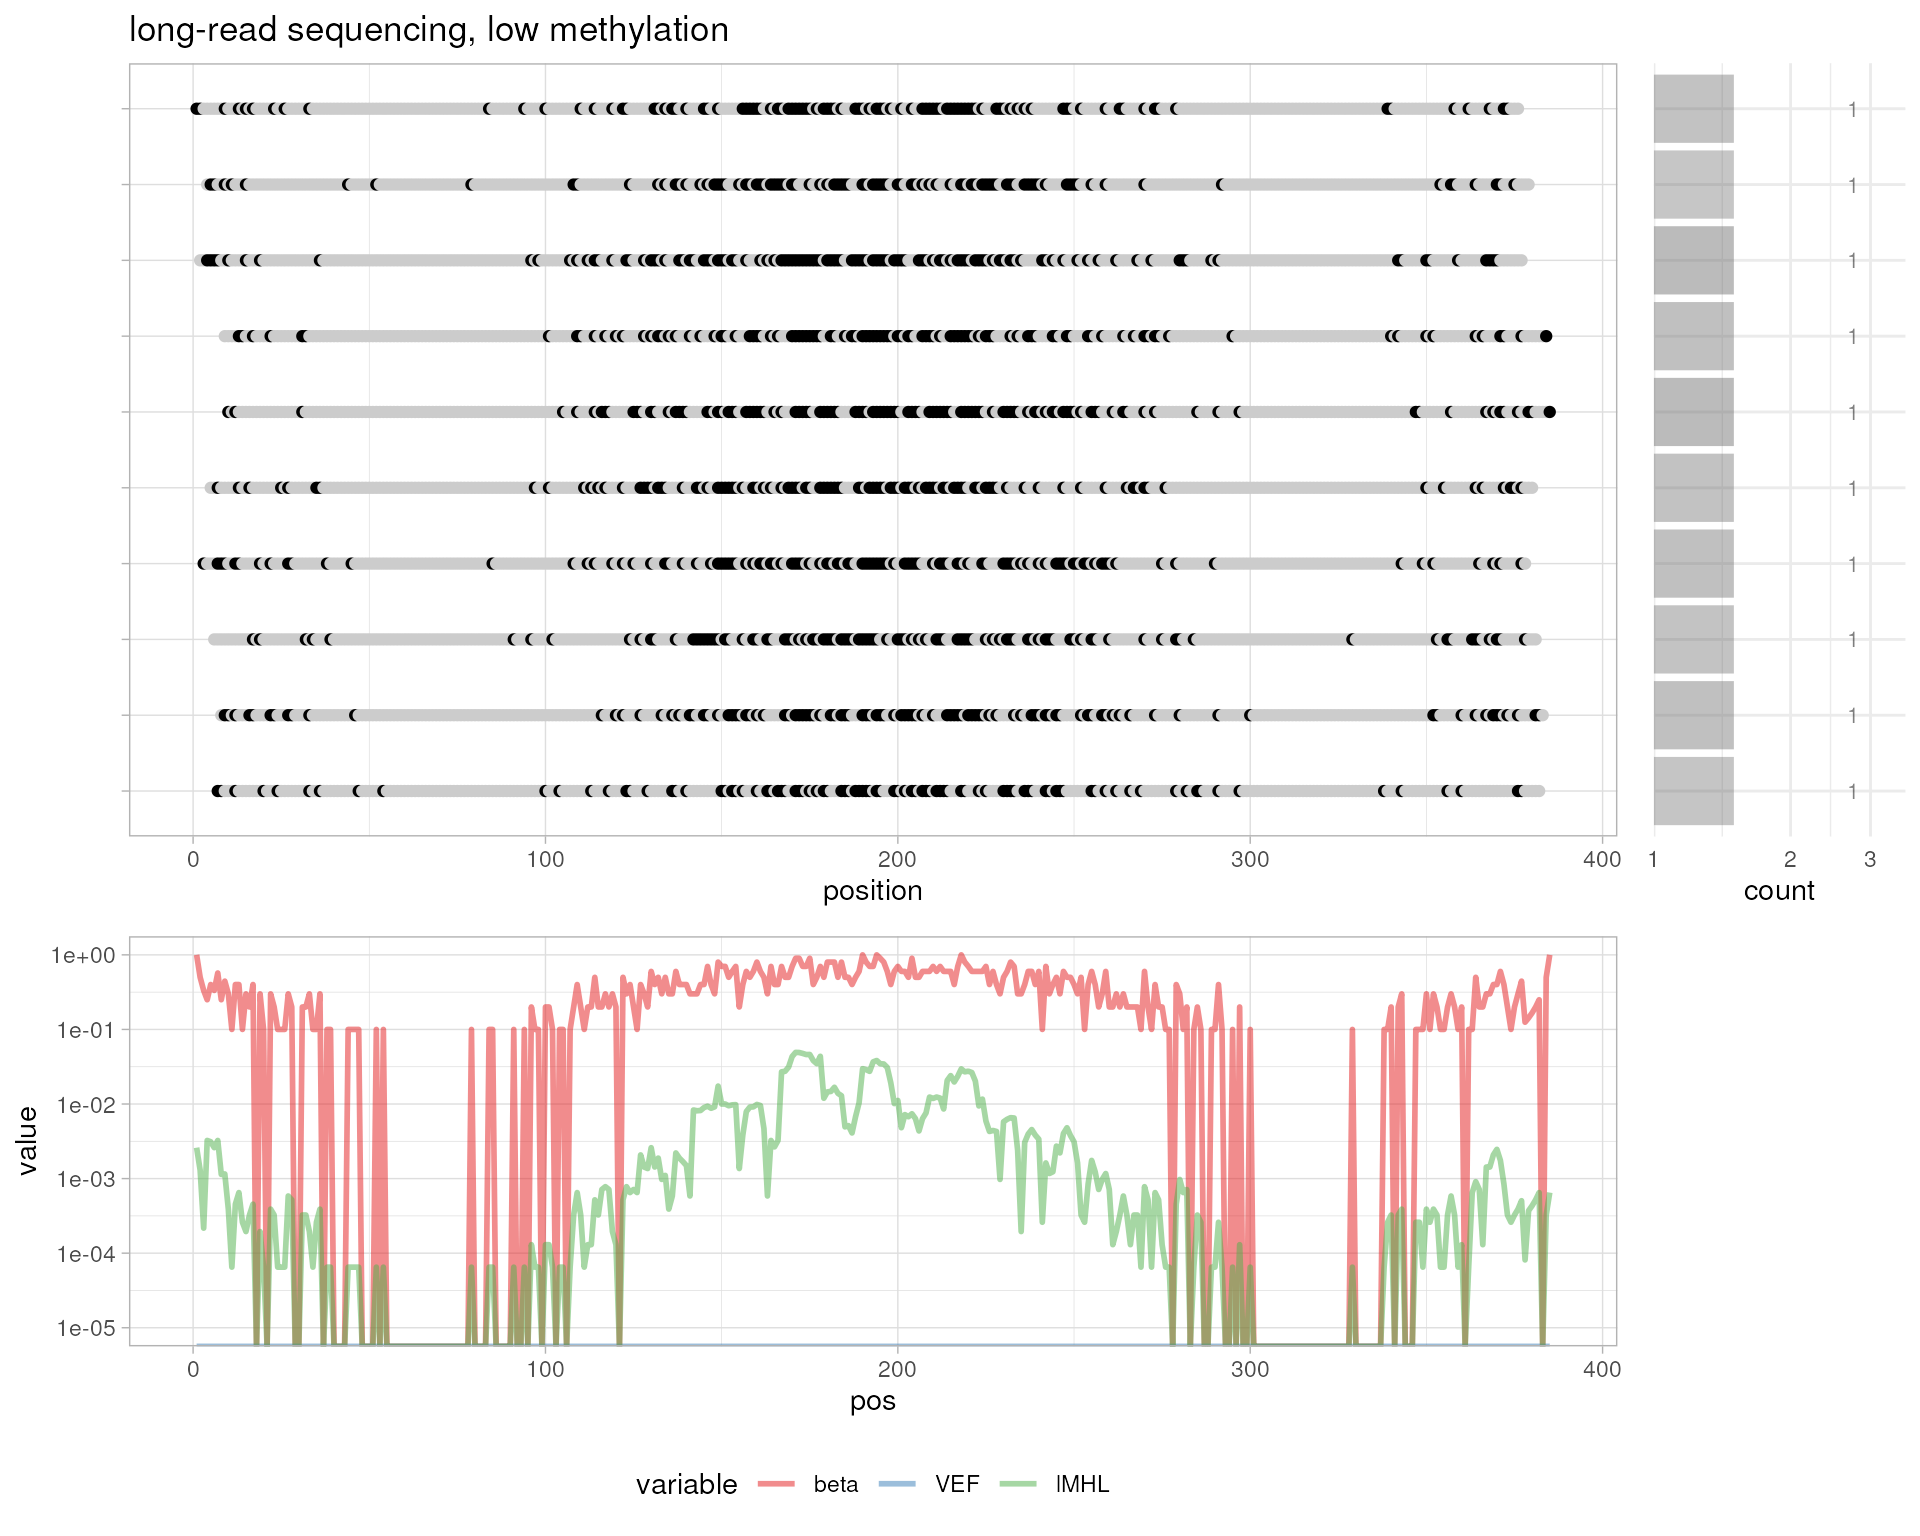 long-read sequencing, low methylation
1
1
1
1
1
1
1
1
1
1
0 100 200 300 400
position
1 2 3
count
value
1e+00
1e-01
1e-02
1e-03
1e-04
1e-05
0 100 200 300 400
pos
variable beta VEF lMHL